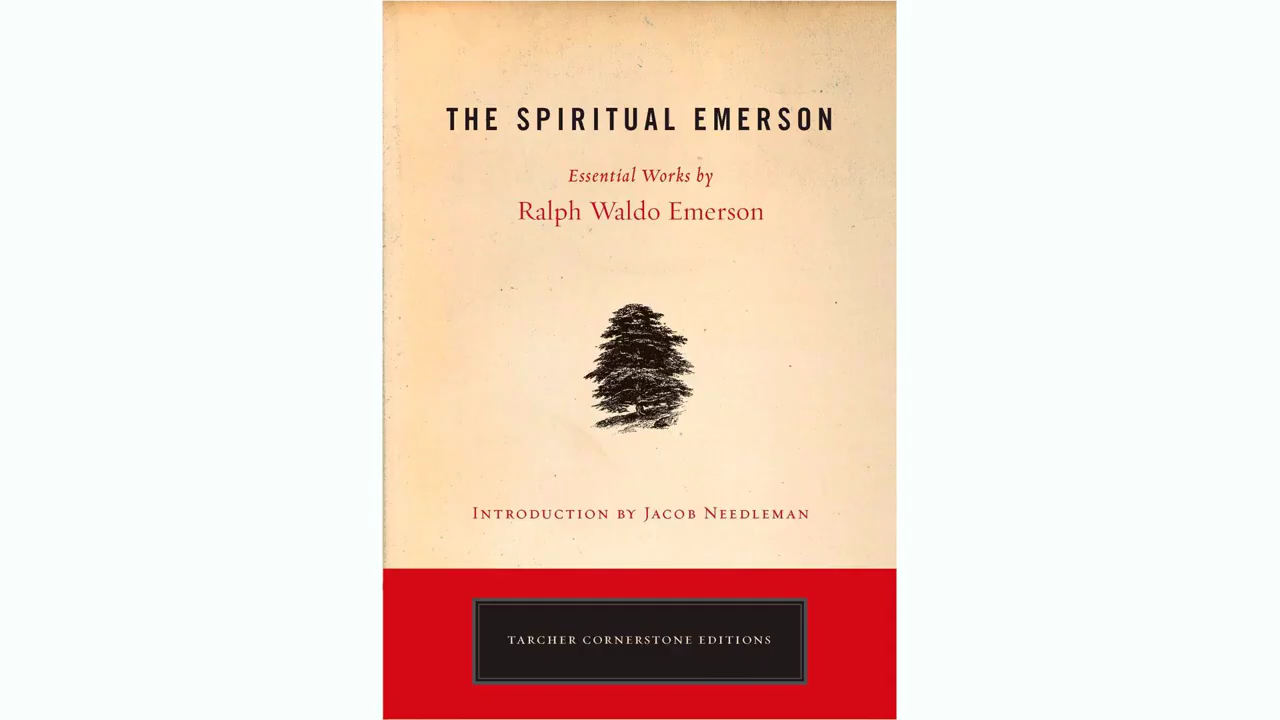 THE SPIRITUAL EMERSON
Essential Works by
Ralph Waldo Emerson
Introduction by Jacob Needleman
TARCHER CORNERSTONE EDITIONS